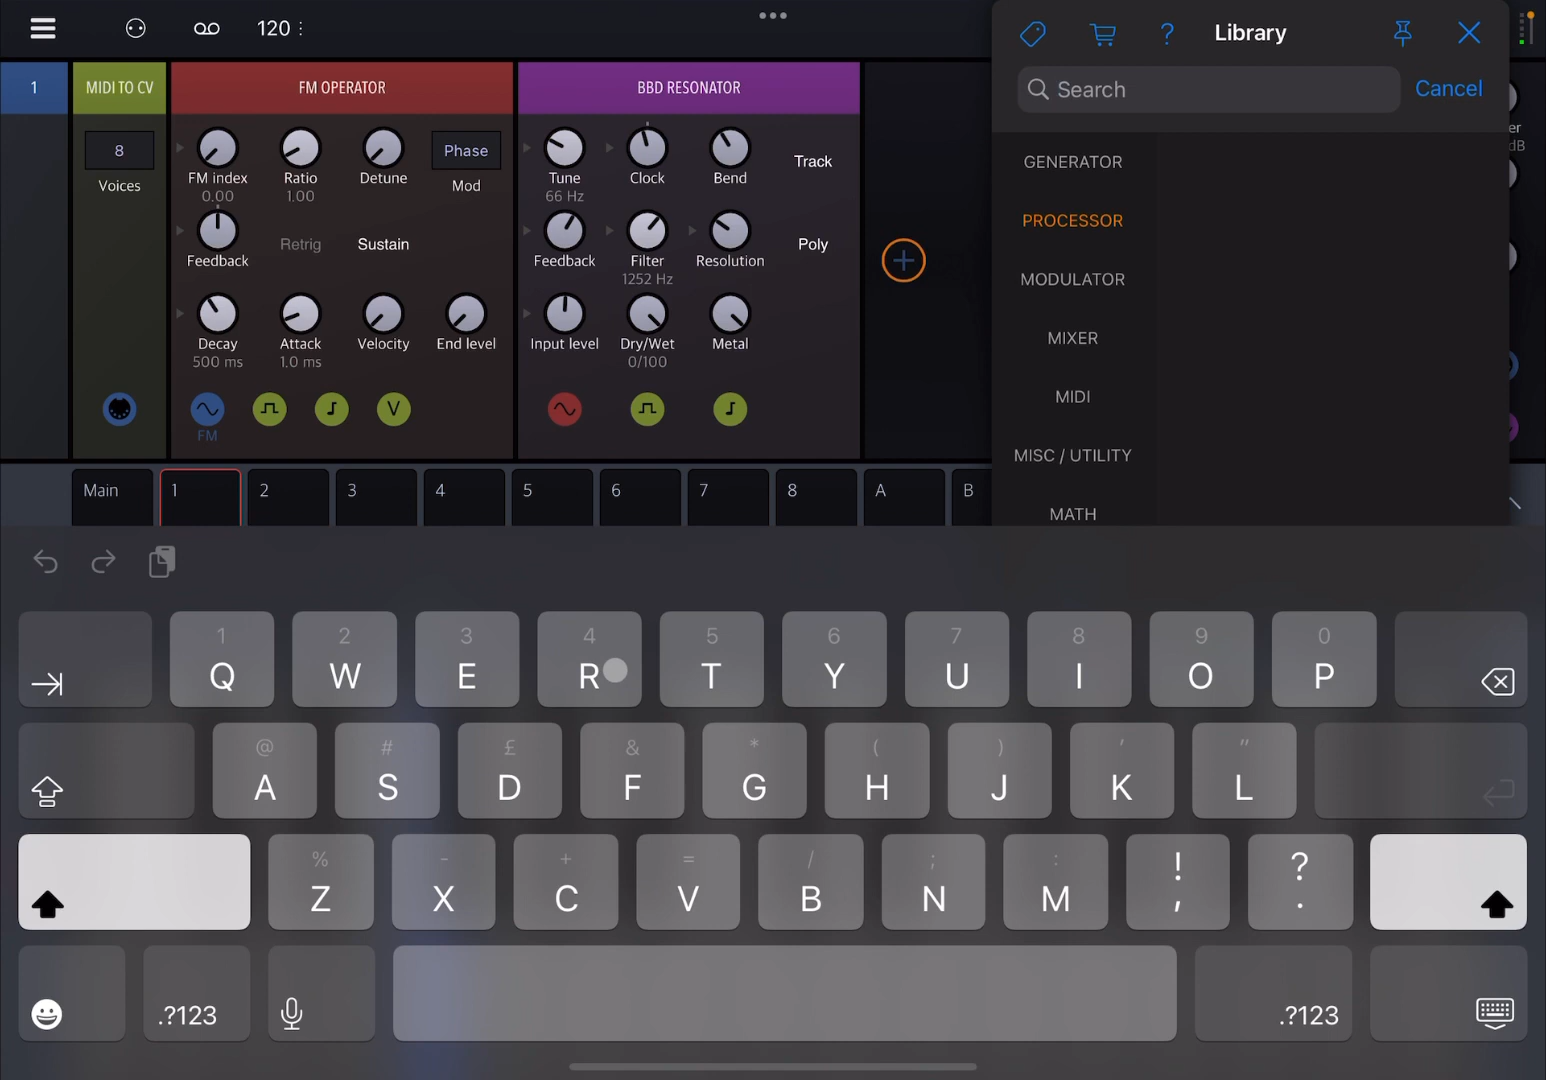 120
Library
Search
Cancel
1
MIDI TO CV
FM OPERATOR
BBD RESONATOR
8
Voices
FM index
0.00
Ratio
1.00
Detune
Phase
Mod
Tune
66 Hz
Clock
Bend
Track
Feedback
Retrig
Sustain
Feedback
Filter
1252 Hz
Resolution
Poly
Decay
500 ms
Attack
1.0 ms
Velocity
End level
Input level
Dry/Wet
0/100
Metal
V
FM
er
dB
GENERATOR
PROCESSOR
MODULATOR
MIXER
MIDI
MISC / UTILITY
MATH
Main
1
2
3
4
5
6
7
8
A
B
1 2 3 4 5 6 7 8 9 0
Q W E R T Y U I O P
@ # £ & * ( ) ' "
A S D F G H J K L
% - + = / ; : ! ?
Z X C V B N M , .
.?123
.?123